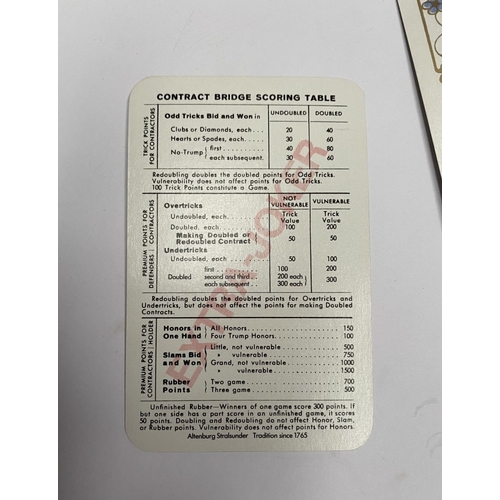 CONTRACT BRIDGE SCORING TABLE
TRICK POINTS FOR CONTRACTORS
Odd Tricks Bid and Won in UNDOUBLED DOUBLED
Clubs or Diamonds, each . . . 20 40
Hearts or Spades, each . . . . 30 60
No-Trump } first . . . . . . . . . 40 80
each subsequent. 30 60
Redoubling doubles the doubled points for Odd Tricks.
Vulnerability does not affect points for Odd Tricks.
100 Trick Points constitute a Game.
PREMIUM POINTS FOR
DEFENDERS CONTRACTORS
Overtricks NOT VULNERABLE VULNERABLE
Undoubled, each. . . . . . Trick Value Trick Value
Doubled, each. . . . . . . . 100 200
Making Doubled or
Redoubled Contract 50 50
Undertricks
Undoubled, each . . . . . . 50 100
first . . . . . . . . 100 200
Doubled second and third . . 200 each } 300
each subsequent . . 300 each }
Redoubling doubles the doubled points for Overtricks and
Undertricks, but does not affect the points for making Doubled
Contracts.
PREMIUM POINTS FOR
CONTRACTORS HOLDER
Honors in { All Honors. . . . . . . . . . . . 150
One Hand { Four Trump Honors . . . . . . 100
Little, not vulnerable . . . . . . 500
Slams Bid { » vulnerable . . . . . . . . 750
and Won { Grand, not vulnerable . . . . . 1000
» vulnerable . . . . . . . . 1500
Rubber { Two game . . . . . . . . . . . . 700
Points { Three game. . . . . . . . . . . . 500
Unfinished Rubber—Winners of one game score 300 points. If
but one side has a part score in an unfinished game, it scores
50 points. Doubling and Redoubling do not affect Honor, Slam,
or Rubber points. Vulnerability does not affect points for Honors.
Altenburg Stralsunder Tradition since 1765
EXTRA-JOKER